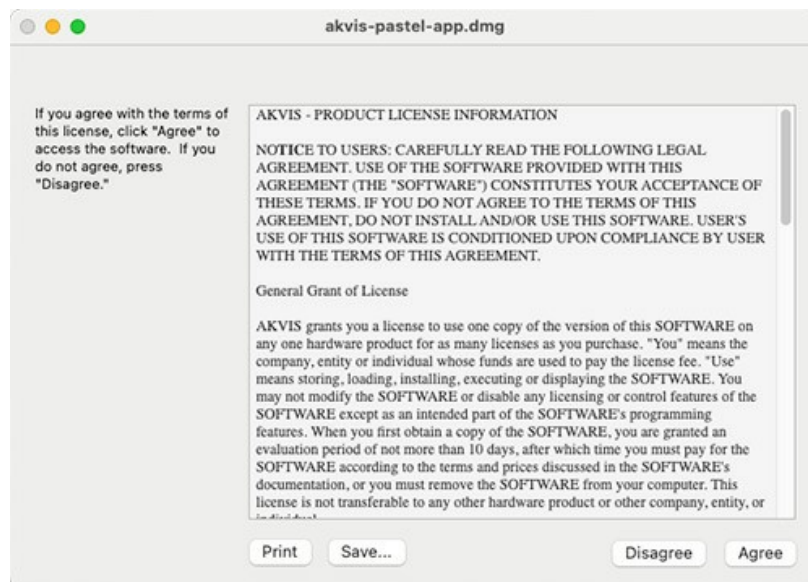 akvis-pastel-app.dmg
If you agree with the terms of
this license, click "Agree" to
access the software. If you
do not agree, press
"Disagree."
AKVIS - PRODUCT LICENSE INFORMATION
NOTICE TO USERS: CAREFULLY READ THE FOLLOWING LEGAL
AGREEMENT. USE OF THE SOFTWARE PROVIDED WITH THIS
AGREEMENT (THE "SOFTWARE") CONSTITUTES YOUR ACCEPTANCE OF
THESE TERMS. IF YOU DO NOT AGREE TO THE TERMS OF THIS
AGREEMENT, DO NOT INSTALL AND/OR USE THIS SOFTWARE. USER'S
USE OF THIS SOFTWARE IS CONDITIONED UPON COMPLIANCE BY USER
WITH THE TERMS OF THIS AGREEMENT.
General Grant of License
AKVIS grants you a license to use one copy of the version of this SOFTWARE on
any one hardware product for as many licenses as you purchase. "You" means the
company, entity or individual whose funds are used to pay the license fee. "Use"
means storing, loading, installing, executing or displaying the SOFTWARE. You
may not modify the SOFTWARE or disable any licensing or control features of the
SOFTWARE except as an intended part of the SOFTWARE's programming
features. When you first obtain a copy of the SOFTWARE, you are granted an
evaluation period of not more than 10 days, after which time you must pay for the
SOFTWARE according to the terms and prices discussed in the SOFTWARE's
documentation, or you must remove the SOFTWARE from your computer. This
license is not transferable to any other hardware product or other company, entity, or
Print Save... Disagree Agree